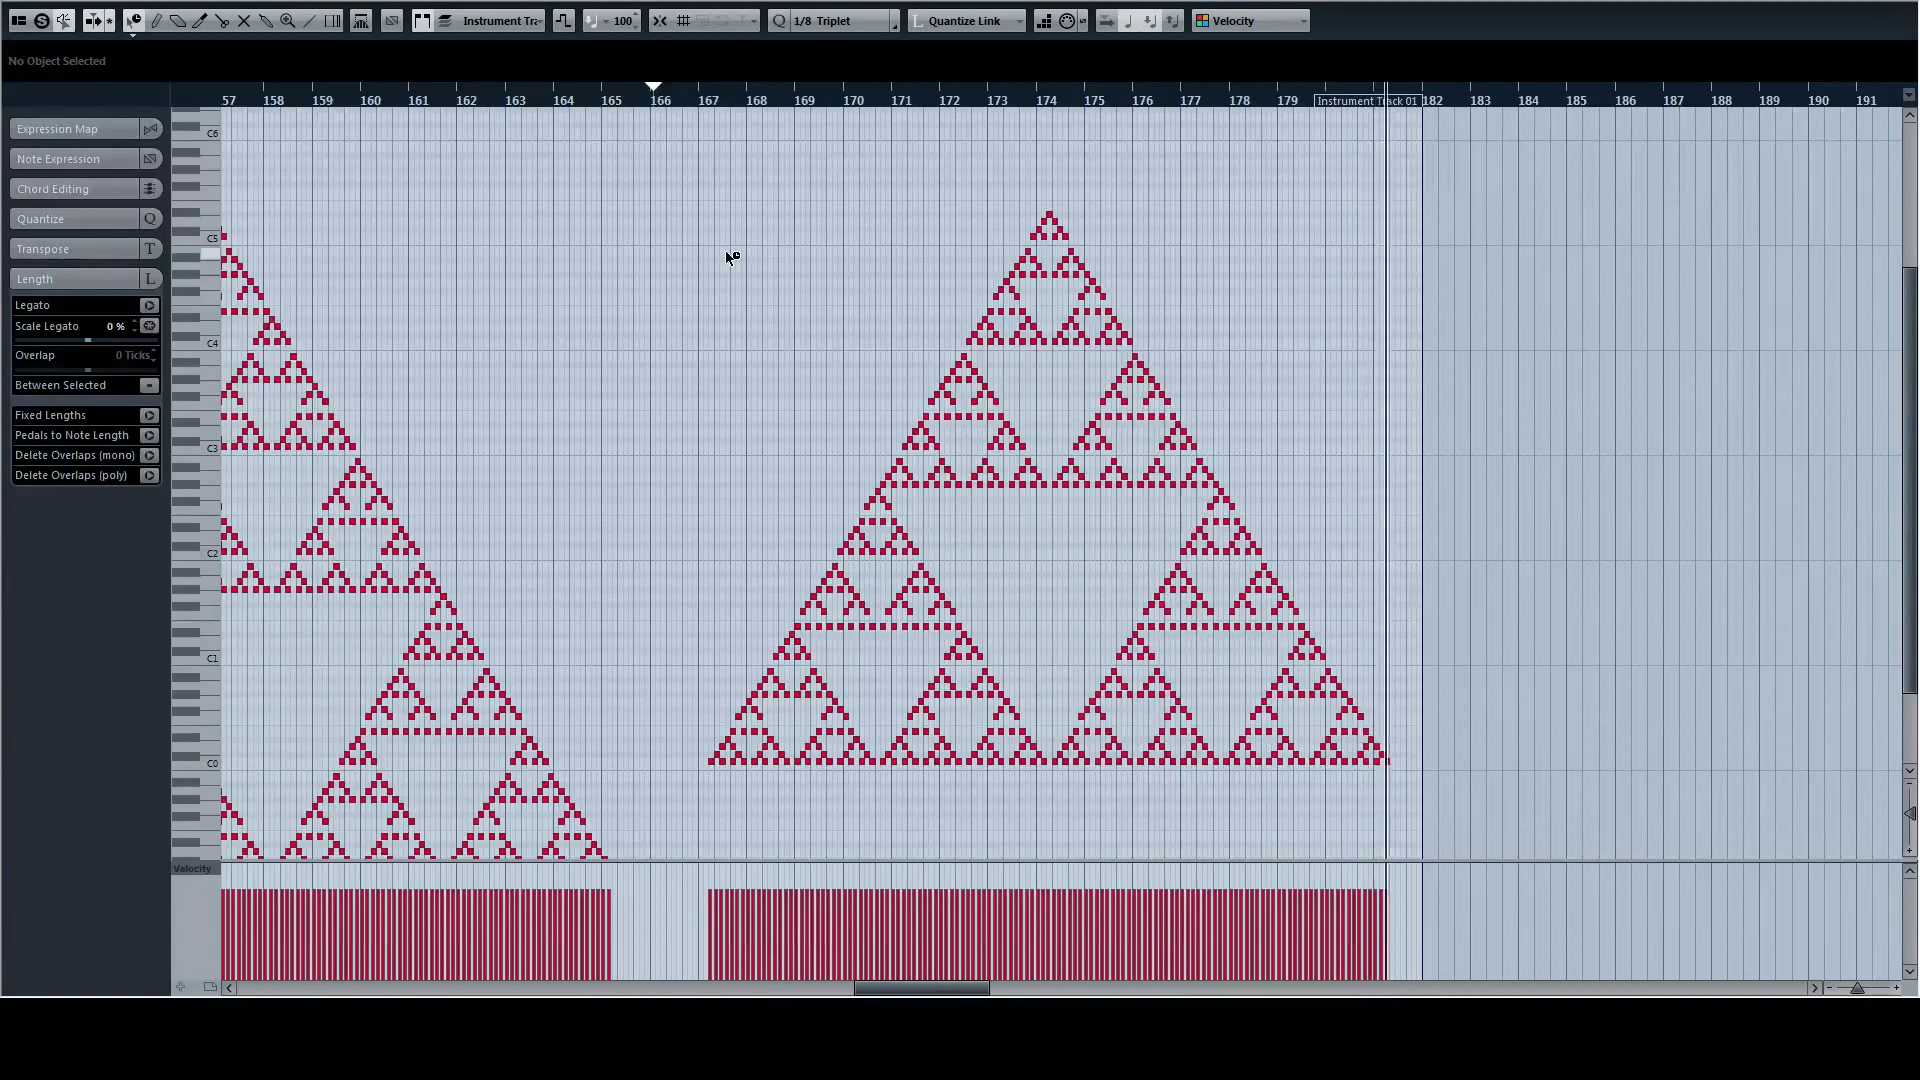 S Instrument Tr 100 Q 1/8 Triplet L Quantize Link Velocity
No Object Selected
57 158 159 160 161 162 163 164 165 166 167 168 169 170 171 172 173 174 175 176 177 178 179 Instrument Track 01 182 183 184 185 186 187 188 189 190 191
Expression Map
Note Expression
Chord Editing
Quantize Q
Transpose T
Length L
Legato
Scale Legato 0 %
Overlap 0 Ticks
Between Selected
Fixed Lengths
Pedals to Note Length
Delete Overlaps (mono)
Delete Overlaps (poly)
C6
C5
C4
C3
C2
C1
C0
Velocity